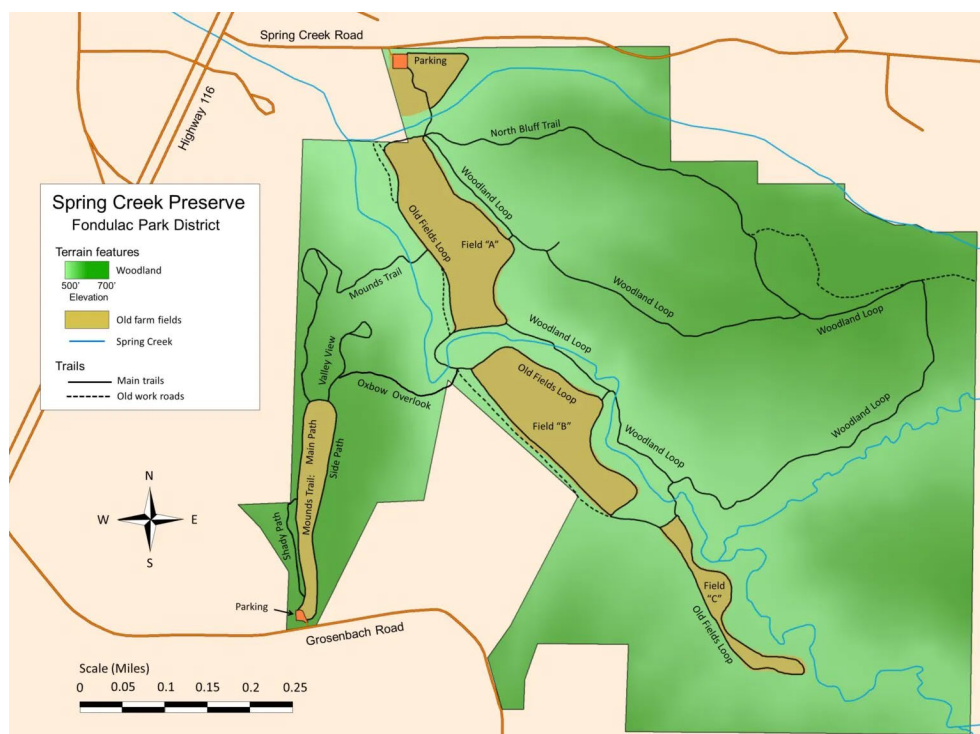 Spring Creek Road
Parking
Highway 116
North Bluff Trail
Woodland Loop
Old Fields Loop
Field "A"
Mounds Trail
Woodland Loop
Woodland Loop
Woodland Loop
Spring Creek Preserve
Fondulac Park District
Terrain features
Woodland
500' 700'
Elevation
Old farm fields
Spring Creek
Trails
Main trails
Old work roads
Valley View
Oxbow Overlook
Old Fields Loop
Field "B"
Woodland Loop
Woodland Loop
Mounds Trail: Main Path
Side Path
Shady Path
N
W E
S
Parking
Grosenbach Road
Field
"C"
Old Fields Loop
Scale (Miles)
0 0.05 0.10 0.15 0.20 0.25